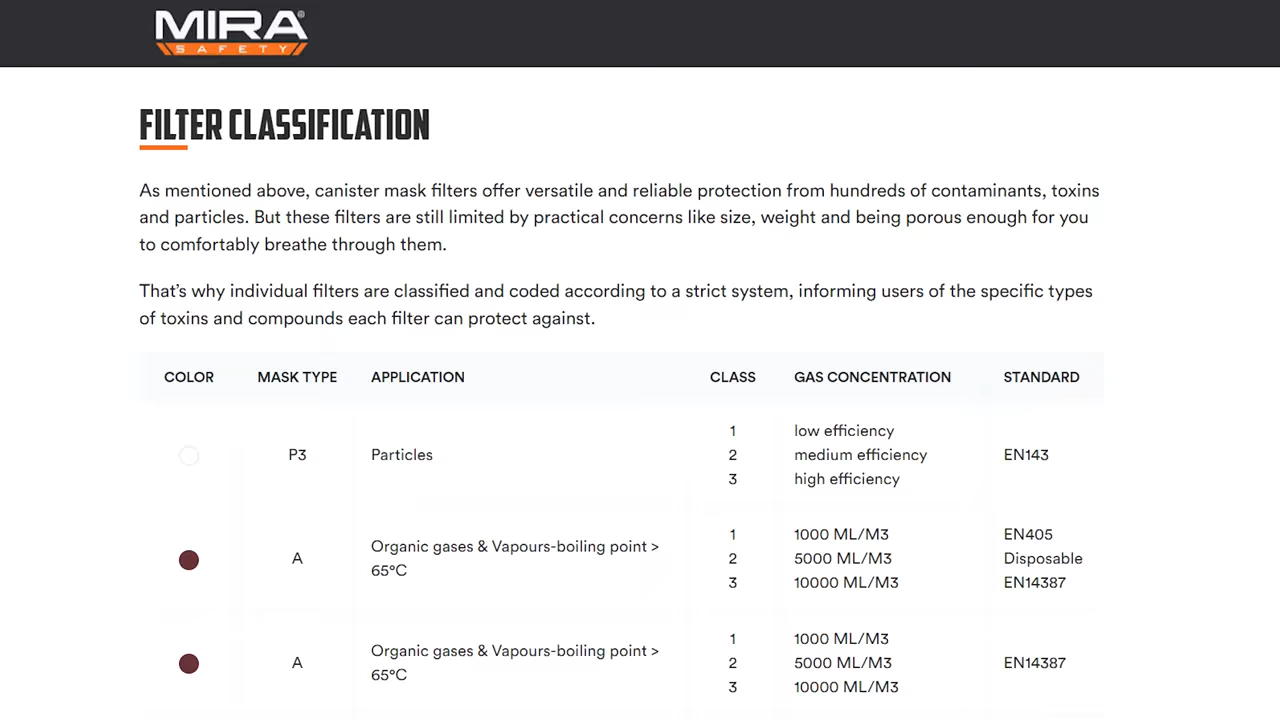 MIRA®
SAFETY
FILTER CLASSIFICATION
As mentioned above, canister mask filters offer versatile and reliable protection from hundreds of contaminants, toxins
and particles. But these filters are still limited by practical concerns like size, weight and being porous enough for you
to comfortably breathe through them.
That’s why individual filters are classified and coded according to a strict system, informing users of the specific types
of toxins and compounds each filter can protect against.
COLOR MASK TYPE APPLICATION CLASS GAS CONCENTRATION STANDARD
1 low efficiency
P3 Particles 2 medium efficiency EN143
3 high efficiency
1 1000 ML/M3 EN405
Organic gases & Vapours-boiling point >
A 2 5000 ML/M3 Disposable
65°C
3 10000 ML/M3 EN14387
1 1000 ML/M3
Organic gases & Vapours-boiling point >
A 2 5000 ML/M3 EN14387
65°C
3 10000 ML/M3